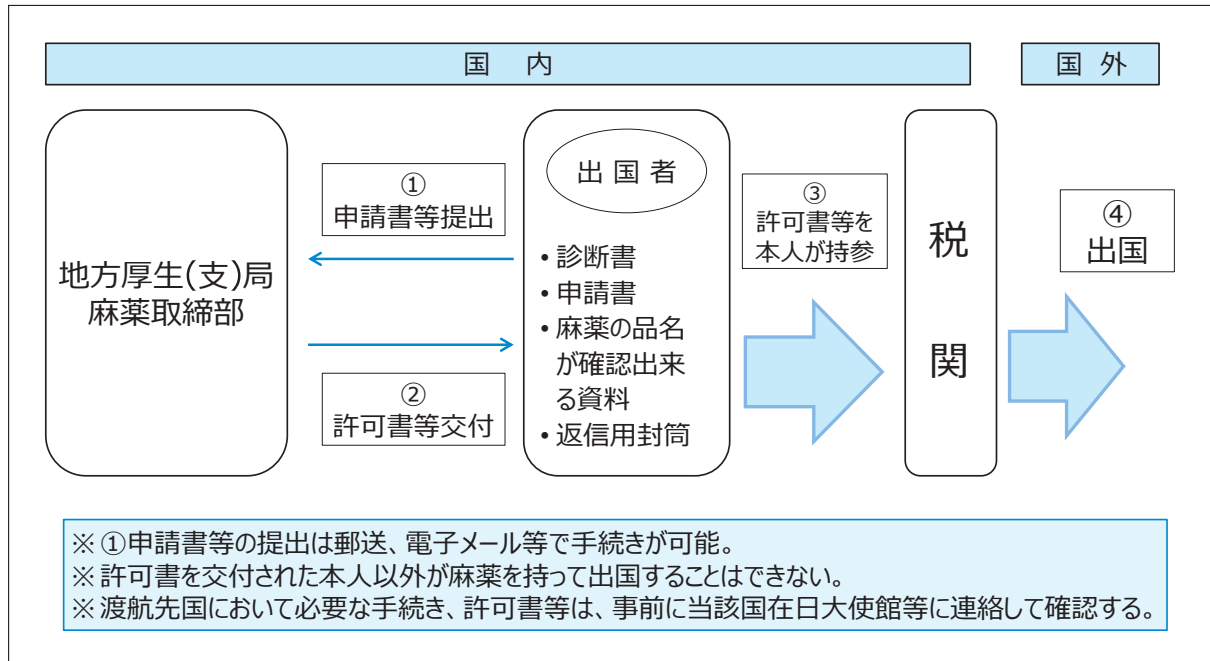 国 内
国 外
地方厚生(支)局
麻薬取締部
①
申請書等提出
②
許可書等交付
出 国 者
• 診断書
• 申請書
• 麻薬の品名
が確認出来
る資料
• 返信用封筒
③
許可書等を
本人が持参
税
関
④
出国
※ ①申請書等の提出は郵送、電子メール等で手続きが可能。
※ 許可書を交付された本人以外が麻薬を持って出国することはできない。
※ 渡航先国において必要な手続き、許可書等は、事前に当該国在日大使館等に連絡して確認する。